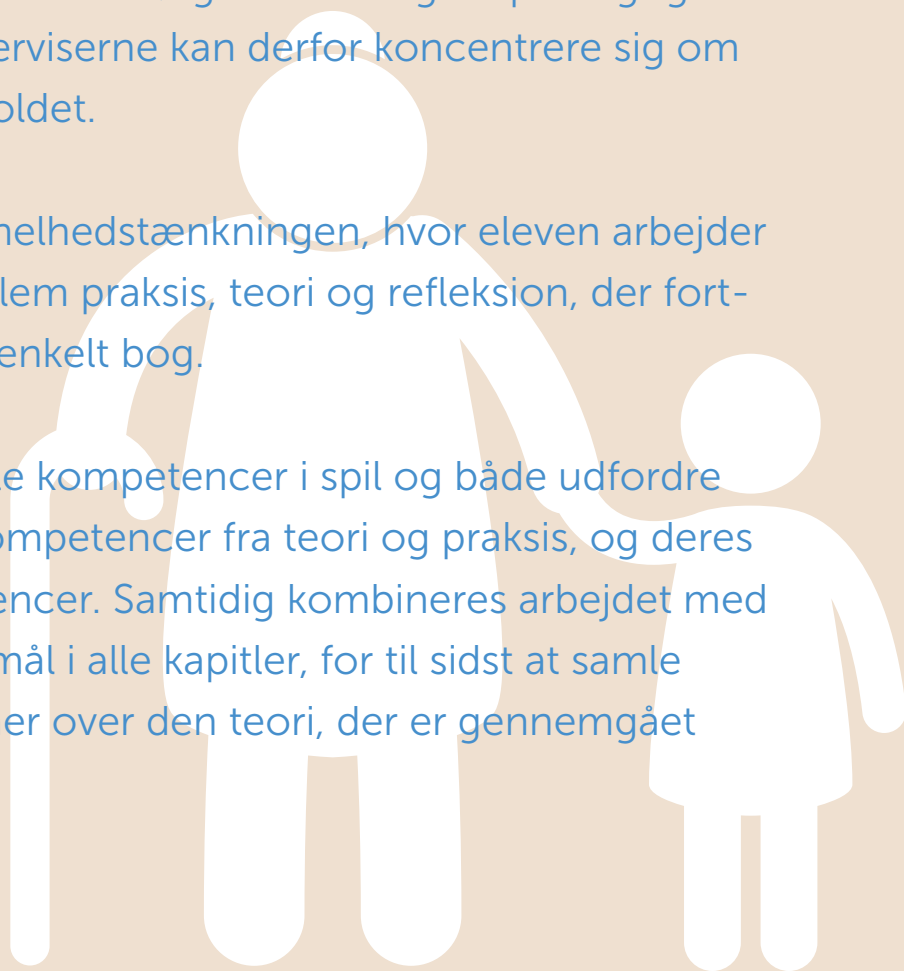 erviserne kan derfor koncentrere sig om
oldet.
helhedstænkningen, hvor eleven arbejder
lem praksis, teori og refleksion, der fort-
enkelt bog.
le kompetencer i spil og både udfordre
ompetencer fra teori og praksis, og deres
encer. Samtidig kombineres arbejdet med
mål i alle kapitler, for til sidst at samle
er over den teori, der er gennemgået